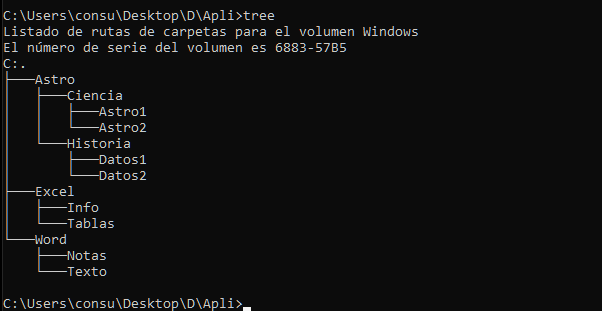 C:\Users\consu\Desktop\D\Apli>tree
Listado de rutas de carpetas para el volumen Windows
El número de serie del volumen es 6883-57B5
C:.
├───Astro
│   ├───Ciencia
│   │   ├───Astro1
│   │   └───Astro2
│   └───Historia
│       ├───Datos1
│       └───Datos2
├───Excel
│   ├───Info
│   └───Tablas
└───Word
    ├───Notas
    └───Texto
C:\Users\consu\Desktop\D\Apli>